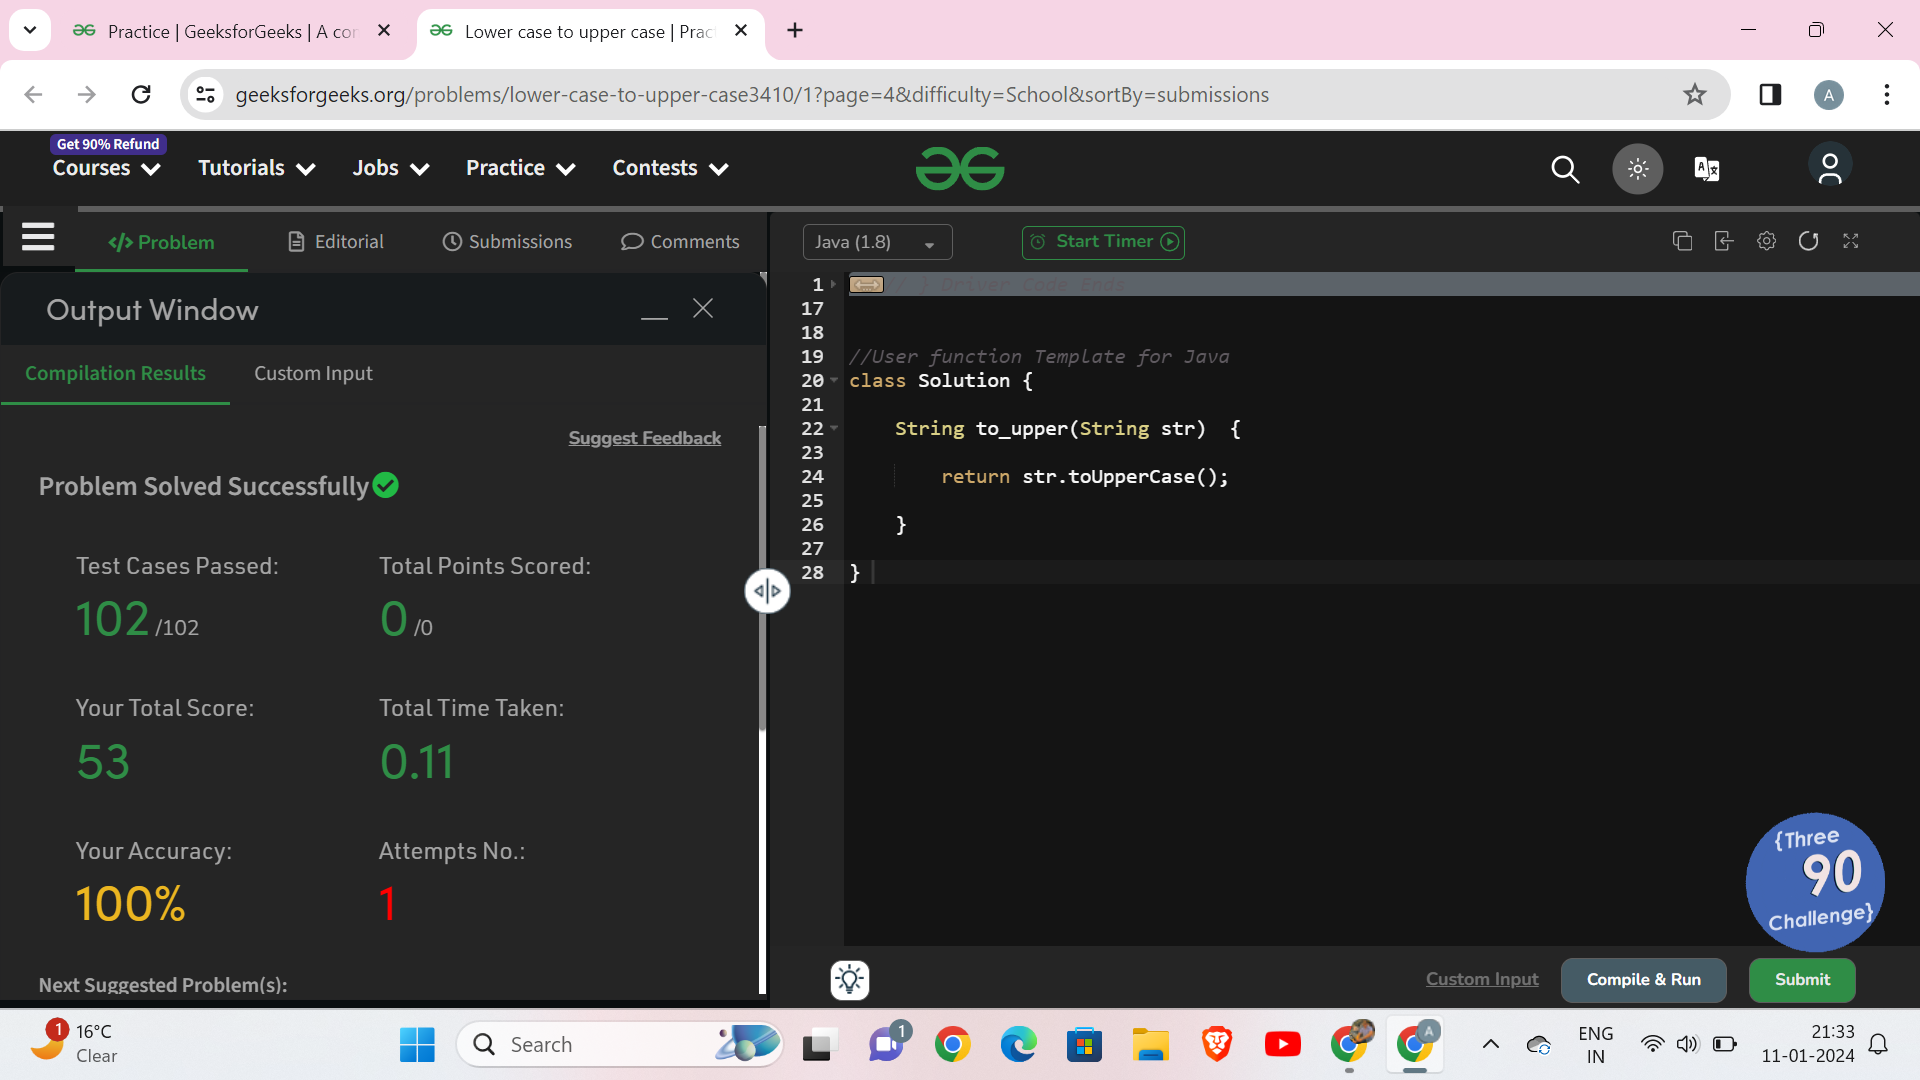 Practice | GeeksforGeeks | A co
Lower case to upper case | Prac
geeksforgeeks.org/problems/lower-case-to-upper-case3410/1?page=4&difficulty=School&sortBy=submissions
A
Get 90% Refund
Courses
Tutorials
Jobs
Practice
Contests
</> Problem
Editorial
Submissions
Comments
Java (1.8)
Start Timer
Output Window
Compilation Results
Custom Input
Suggest Feedback
Problem Solved Successfully
Test Cases Passed:
102 /102
Total Points Scored:
0 /0
Your Total Score:
53
Total Time Taken:
0.11
Your Accuracy:
100%
Attempts No.:
1
Next Suggested Problem(s):
1 // } Driver Code Ends
17
18
19 //User function Template for Java
20 class Solution {
21
22 String to_upper(String str)  {
23
24 return str.toUpperCase();
25
26 }
27
28 }
{Three
90
Challenge}
Custom Input
Compile & Run
Submit
1
16°C
Clear
Search
1
A
ENG
IN
21:33
11-01-2024